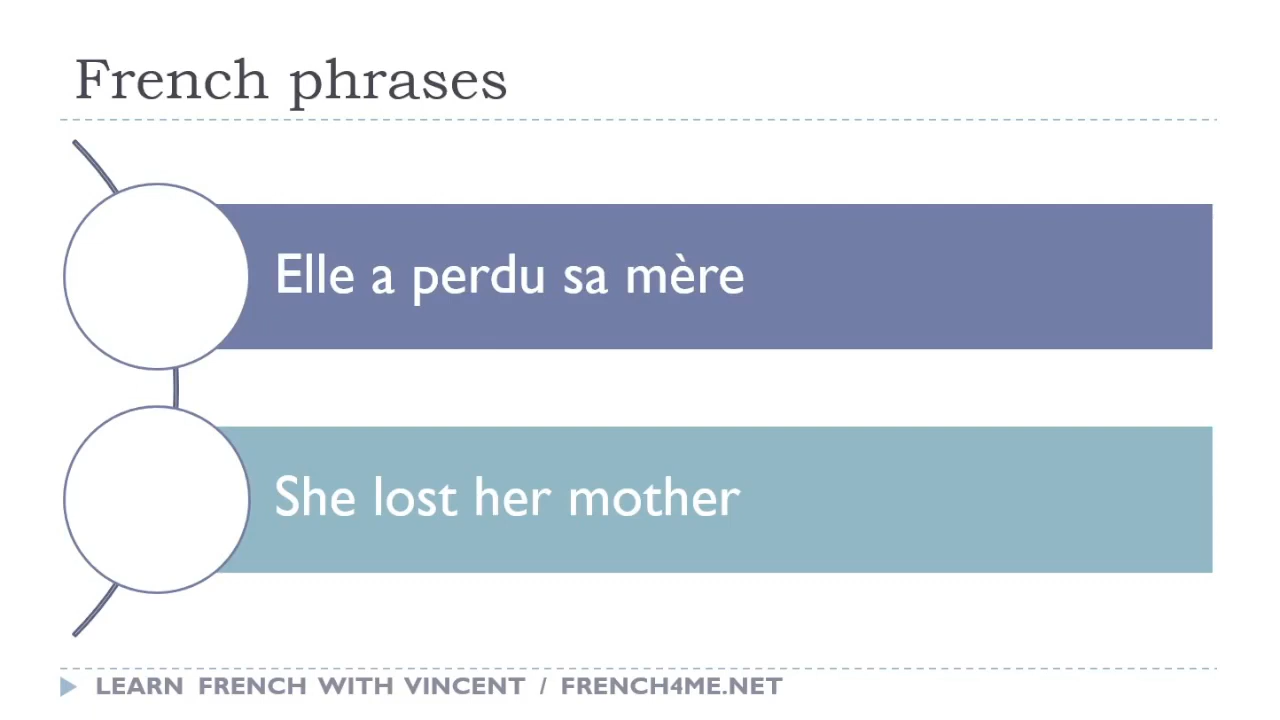 French phrases
Elle a perdu sa mère
She lost her mother
LEARN FRENCH WITH VINCENT / FRENCH4ME.NET